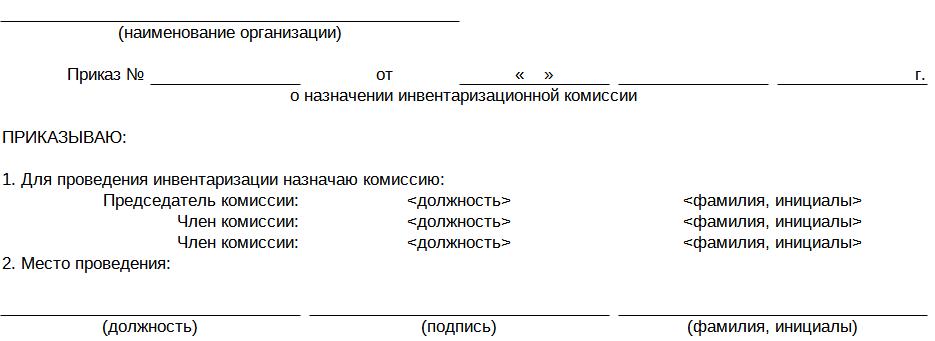 (наименование организации)
Приказ № от « » г.
о назначении инвентаризационной комиссии
ПРИКАЗЫВАЮ:
1. Для проведения инвентаризации назначаю комиссию:
Председатель комиссии: <должность> <фамилия, инициалы>
Член комиссии: <должность> <фамилия, инициалы>
Член комиссии: <должность> <фамилия, инициалы>
2. Место проведения:
(должность) (подпись) (фамилия, инициалы)